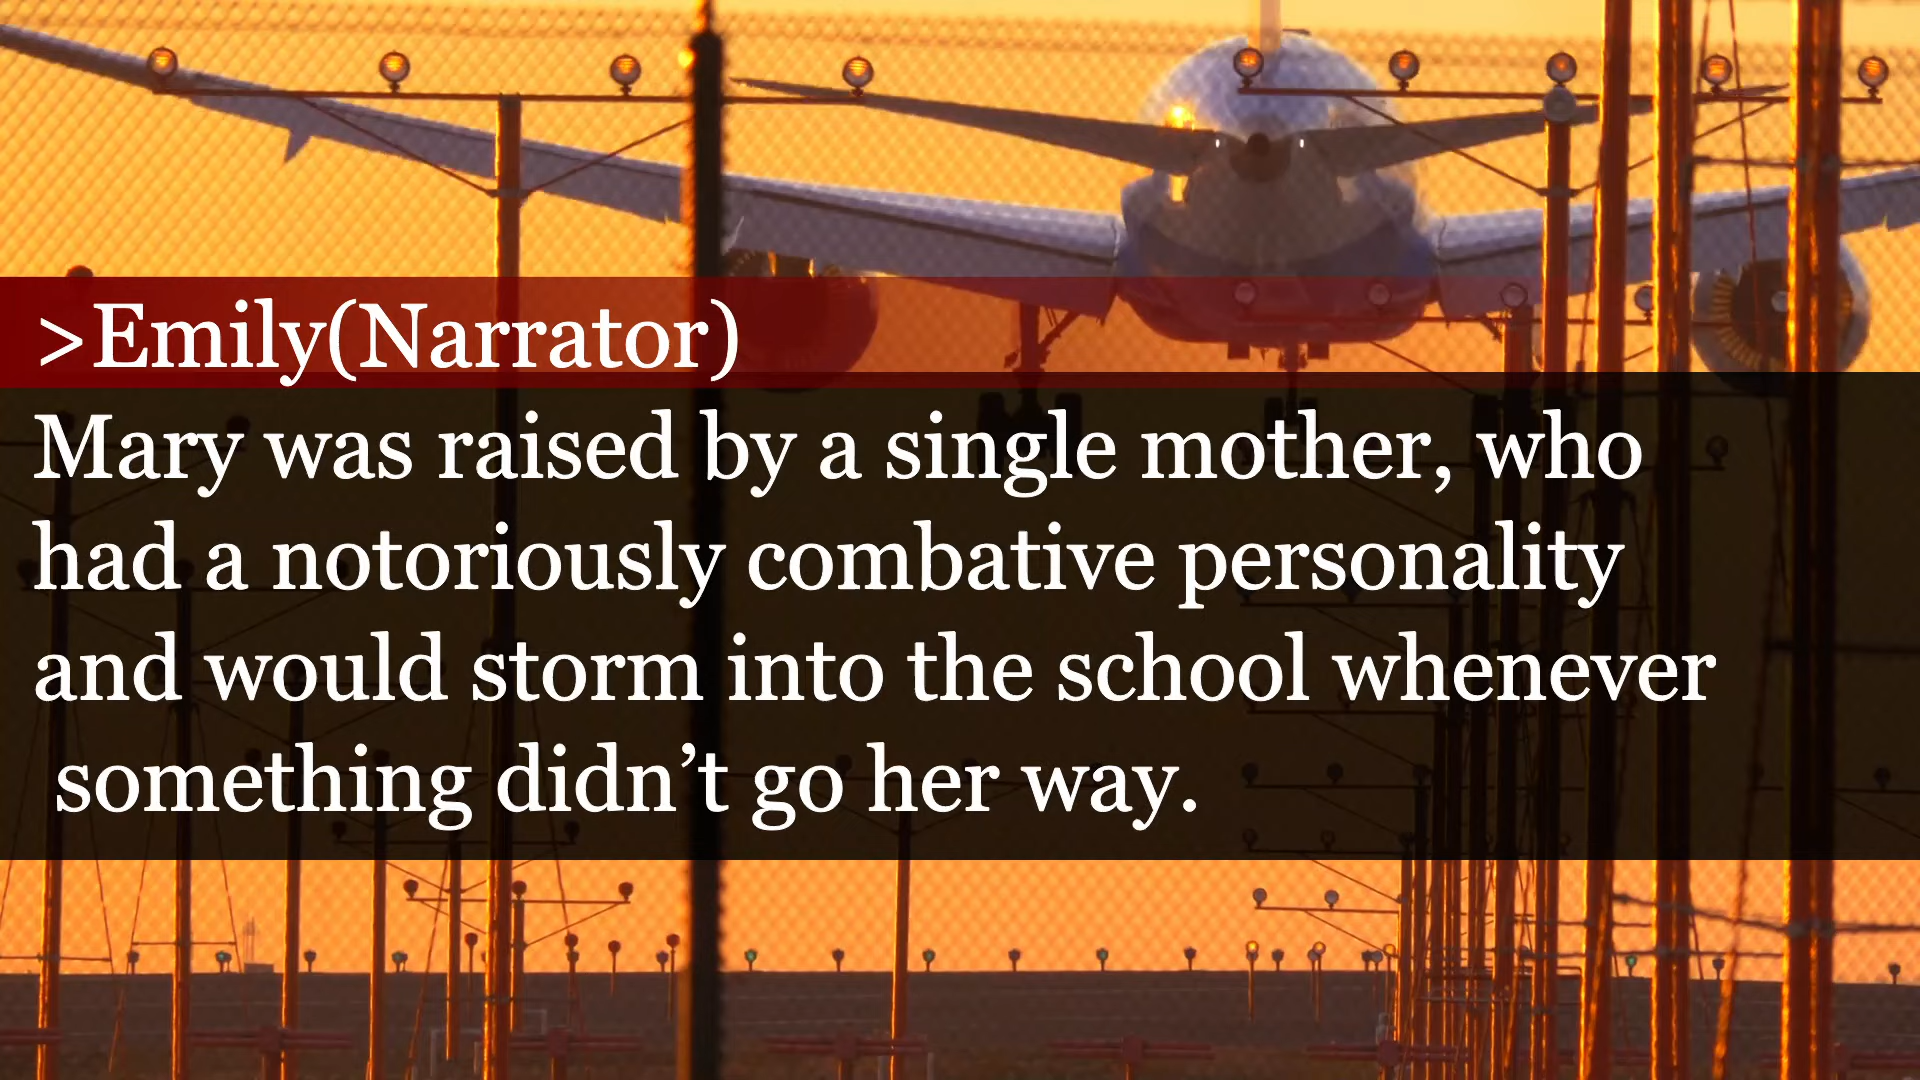 >Emily(Narrator)
Mary was raised by a single mother, who
had a notoriously combative personality
and would storm into the school whenever
something didn’t go her way.